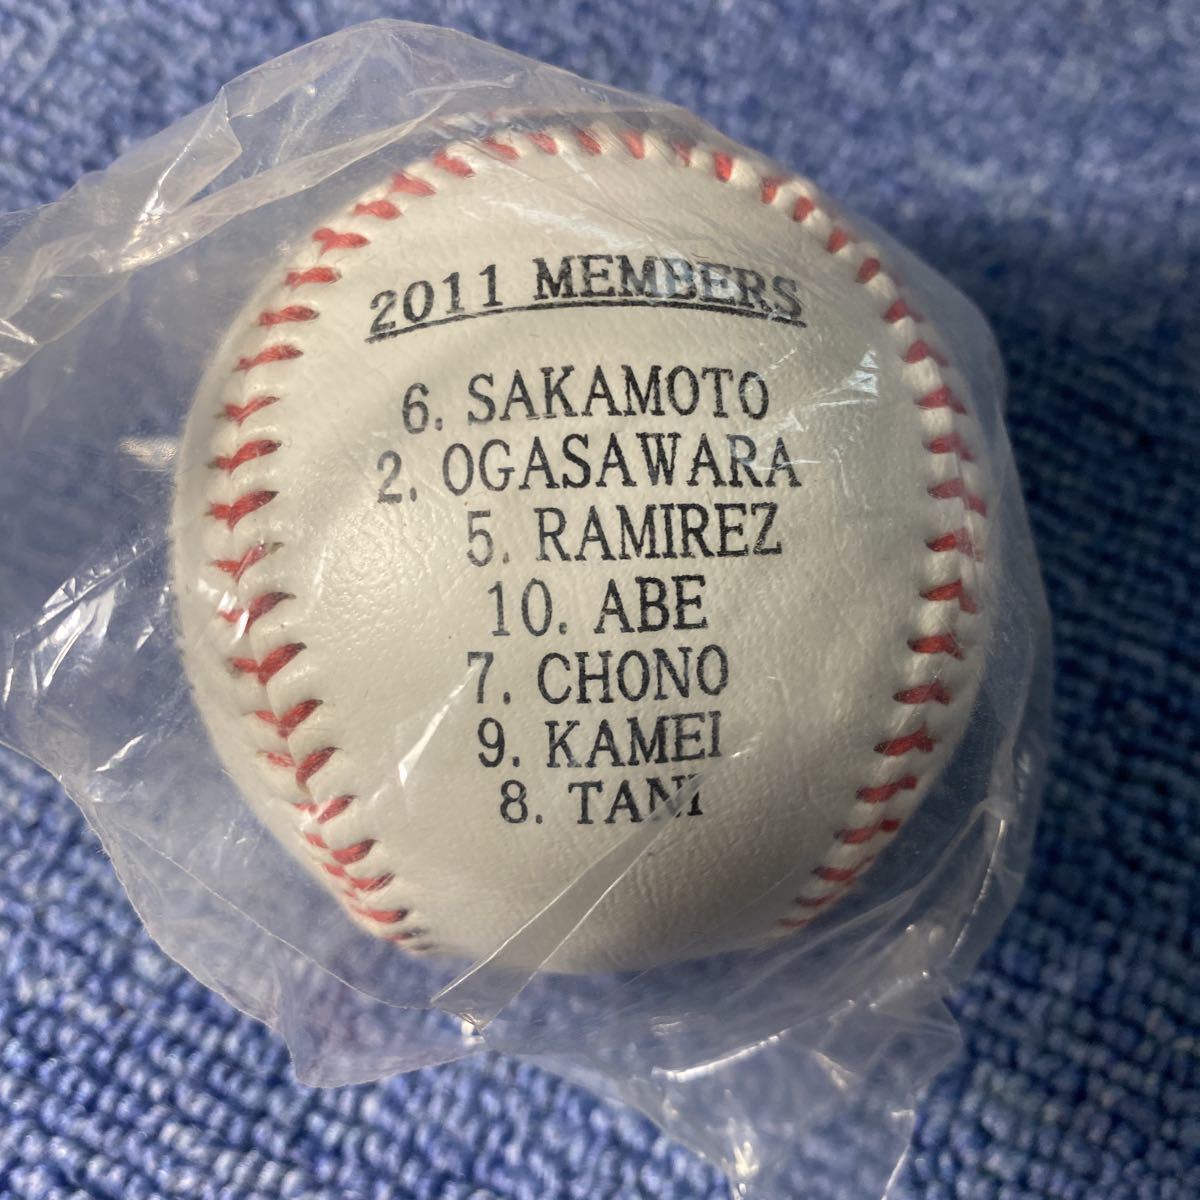 2011 MEMBERS
6. SAKAMOTO
2. OGASAWARA
5. RAMIREZ
10. ABE
7. CHONO
9. KAMEI
8. TANI